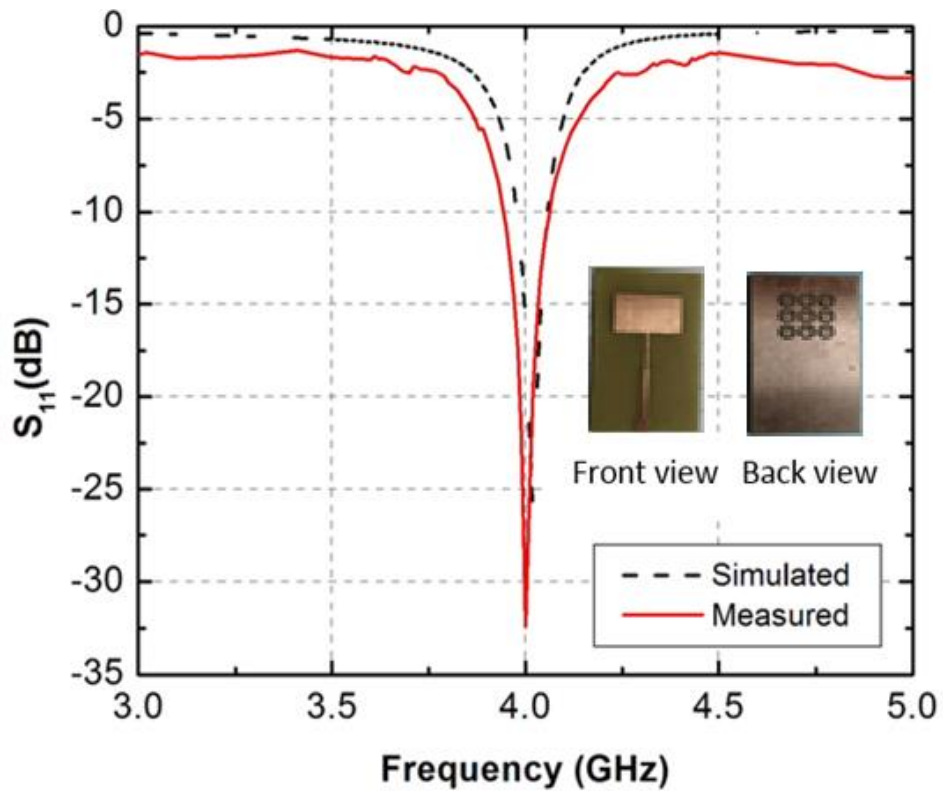 0
-5
-10
-15
-20
-25
-30
-35
S11(dB)
Front view Back view
Simulated
Measured
3.0 3.5 4.0 4.5 5.0
Frequency (GHz)